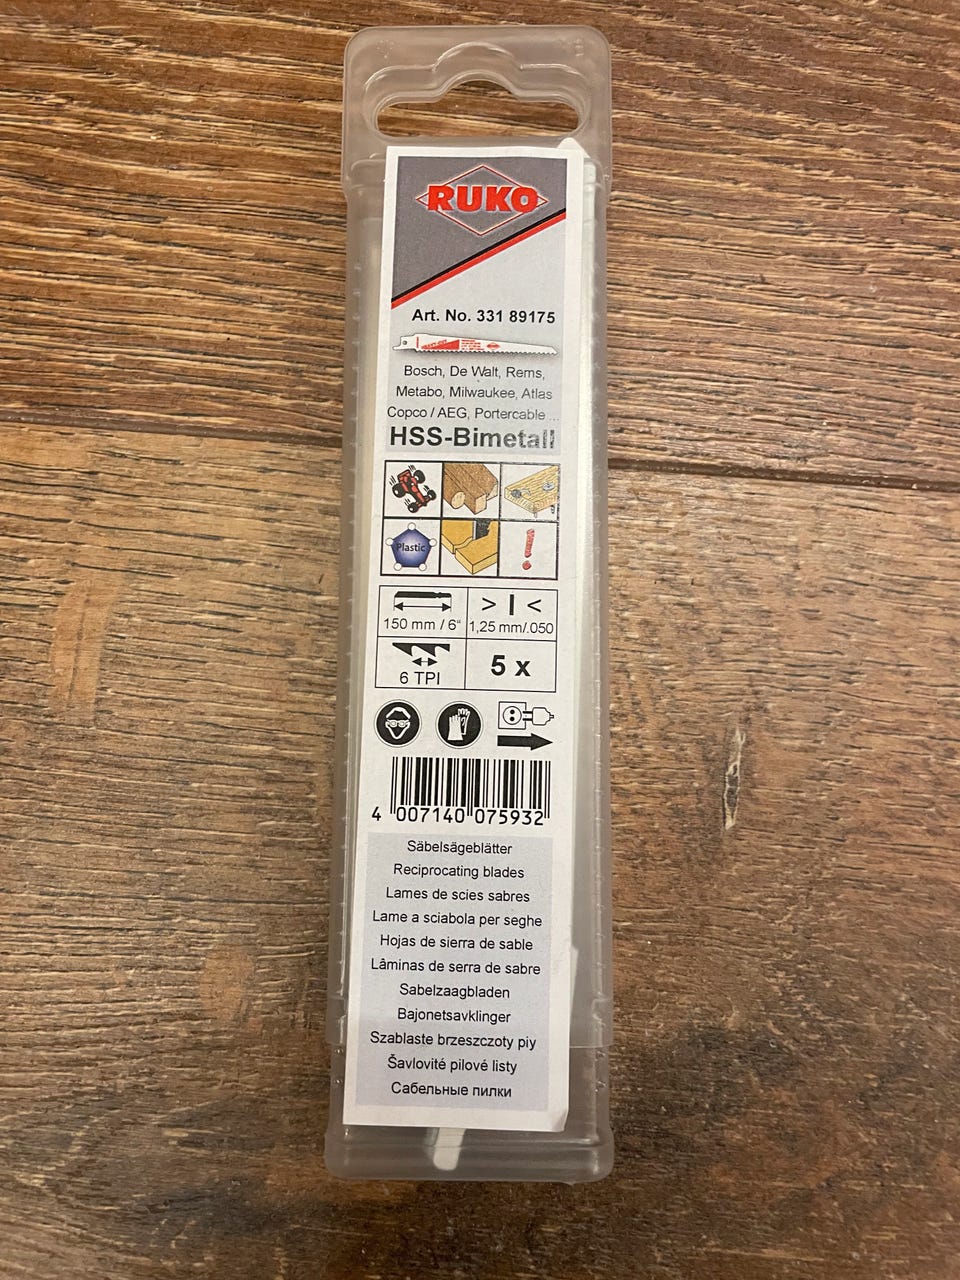 RUKO
Art. No. 331 89175
Bosch, De Walt, Rems,
Metabo, Milwaukee, Atlas
Copco / AEG, Portercable ...
HSS-Bimetall
Plastic
!
150 mm / 6“
> I <
1,25 mm/.050
6 TPI
5 x
4 007140 075932
Säbelsägeblätter
Reciprocating blades
Lames de scies sabres
Lame a sciabola per seghe
Hojas de sierra de sable
Lâminas de serra de sabre
Sabelzaagbladen
Bajonetsavklinger
Szablaste brzeszczoty piy
Šavlovité pilové listy
Сабельные пилки